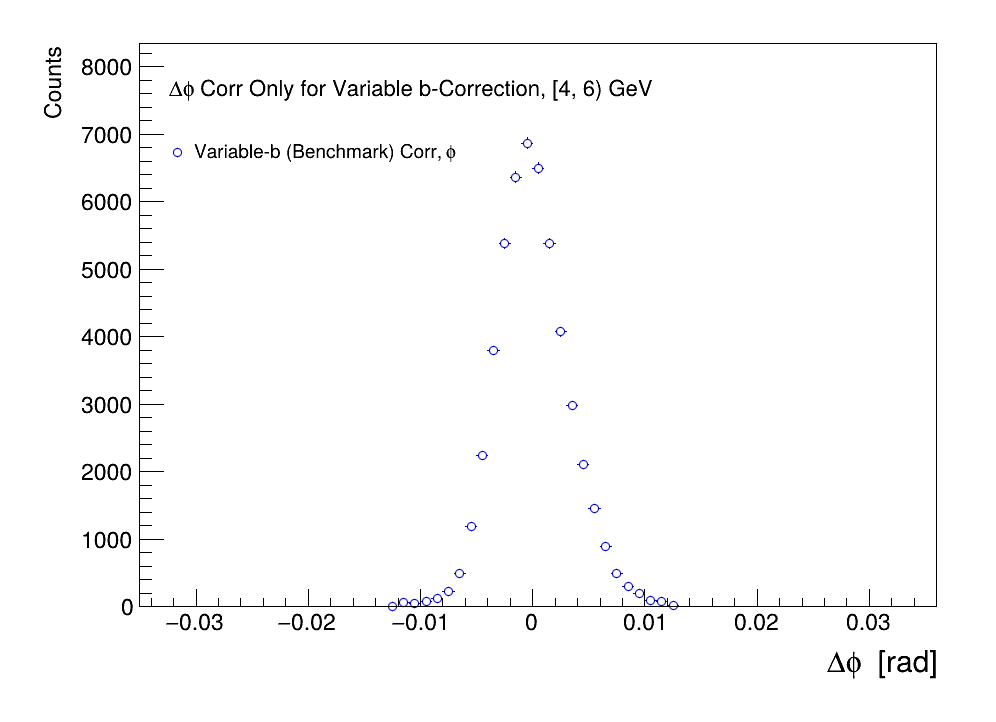 Counts
8000
Δϕ Corr Only for Variable b-Correction, [4, 6) GeV
7000
Variable-b (Benchmark) Corr, ϕ
6000
5000
4000
3000
2000
1000
0
−0.03 −0.02 −0.01 0 0.01 0.02 0.03
Δϕ [rad]